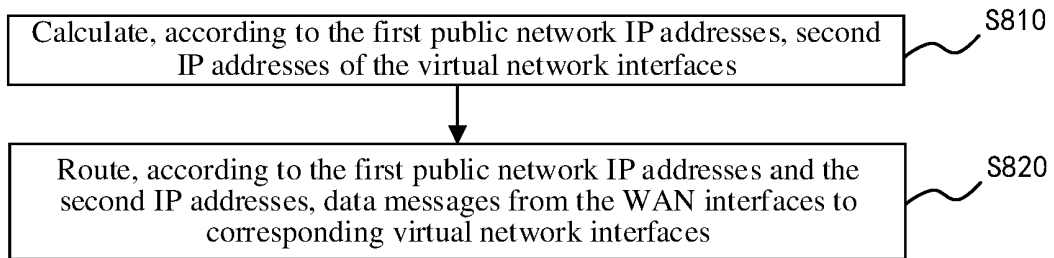 Calculate, according to the first public network IP addresses, second
IP addresses of the virtual network interfaces
S810
Route, according to the first public network IP addresses and the
second IP addresses, data messages from the WAN interfaces to
corresponding virtual network interfaces
S820